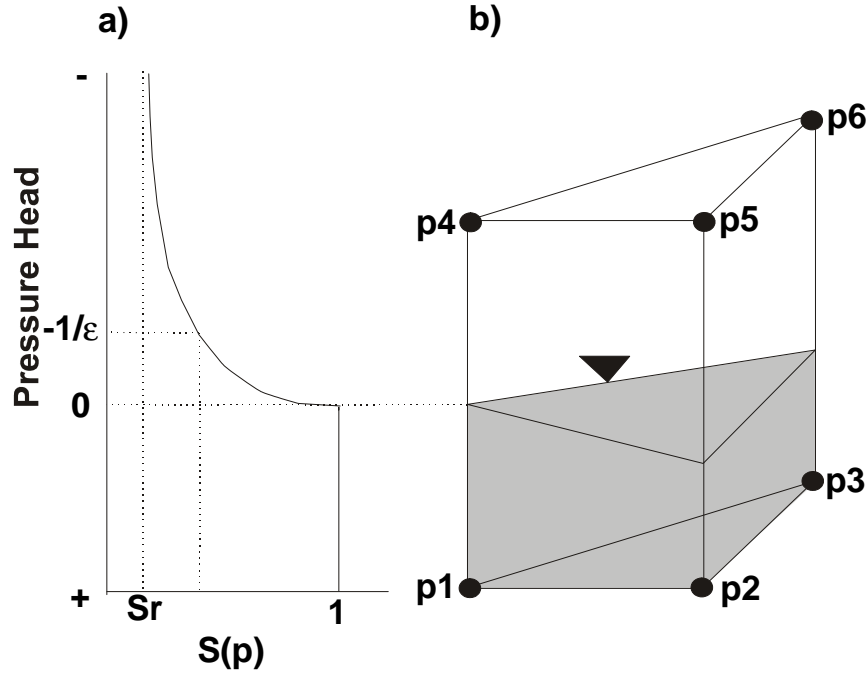 a)
-
Pressure Head
-1/ε
0
+
Sr
1
S(p)
b)
p6
p4
p5
p3
p1
p2